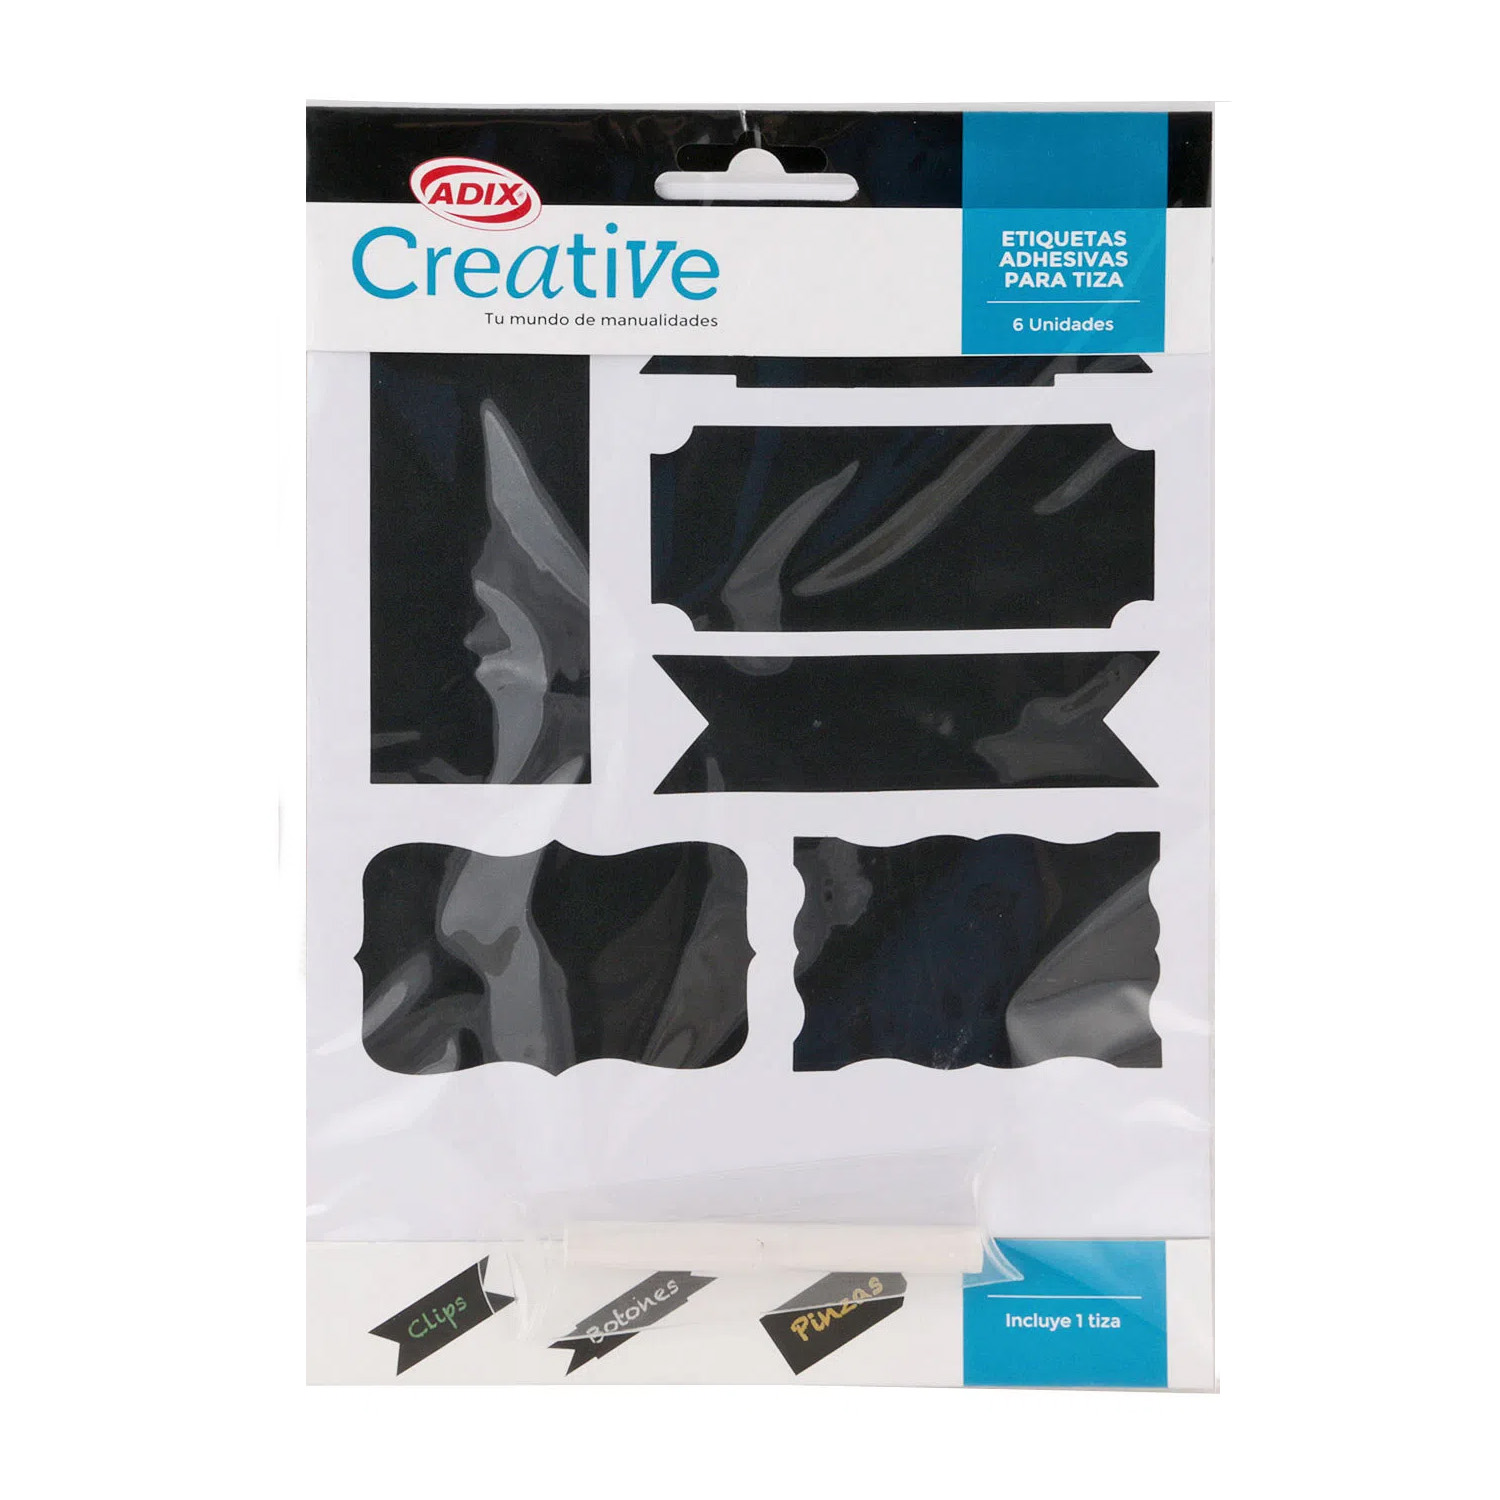 ADIX
Creative
Tu mundo de manualidades
ETIQUETAS
ADHESIVAS
PARA TIZA
6 Unidades
Clips
Botones
Pinzas
Incluye 1 tiza